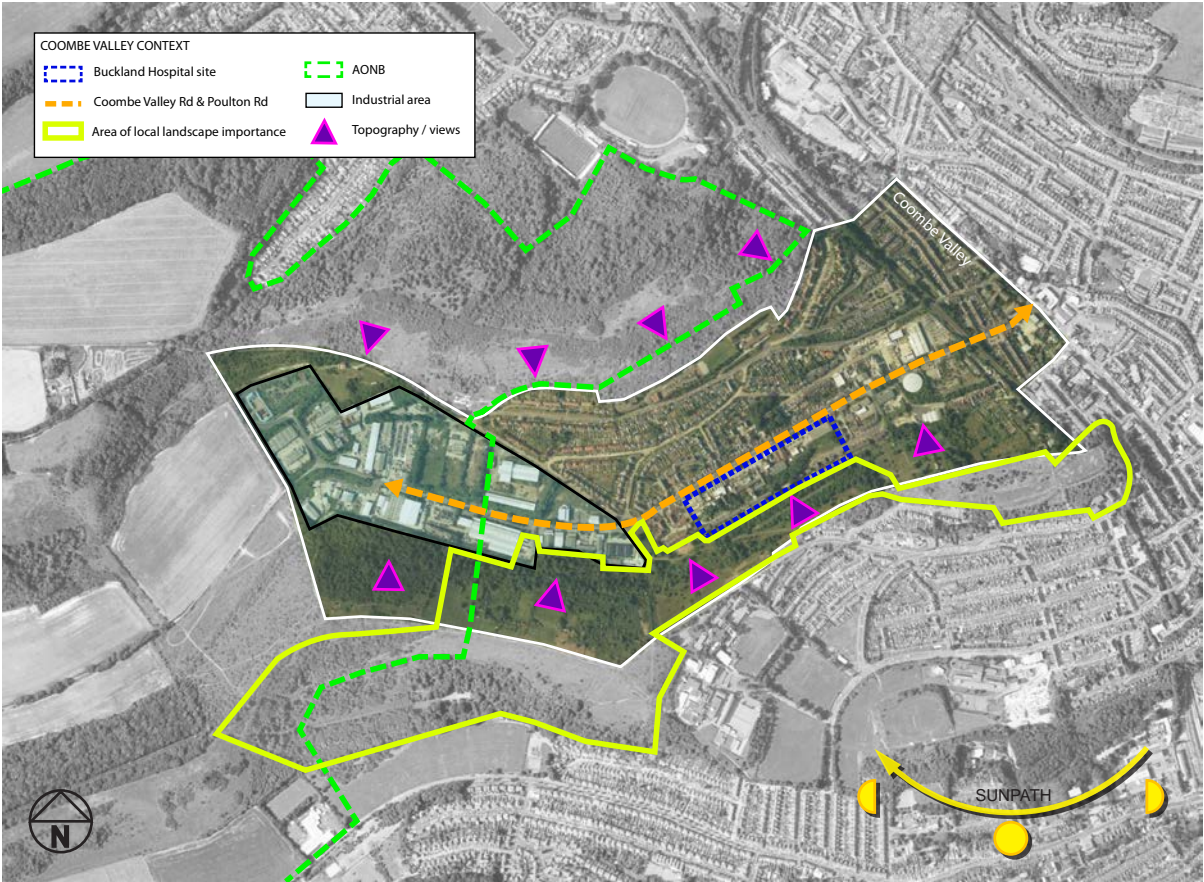 COOMBE VALLEY CONTEXT
Buckland Hospital site
Coombe Valley Rd & Poulton Rd
Area of local landscape importance
AONB
Industrial area
Topography / views
Coombe Valley
SUNPATH
N